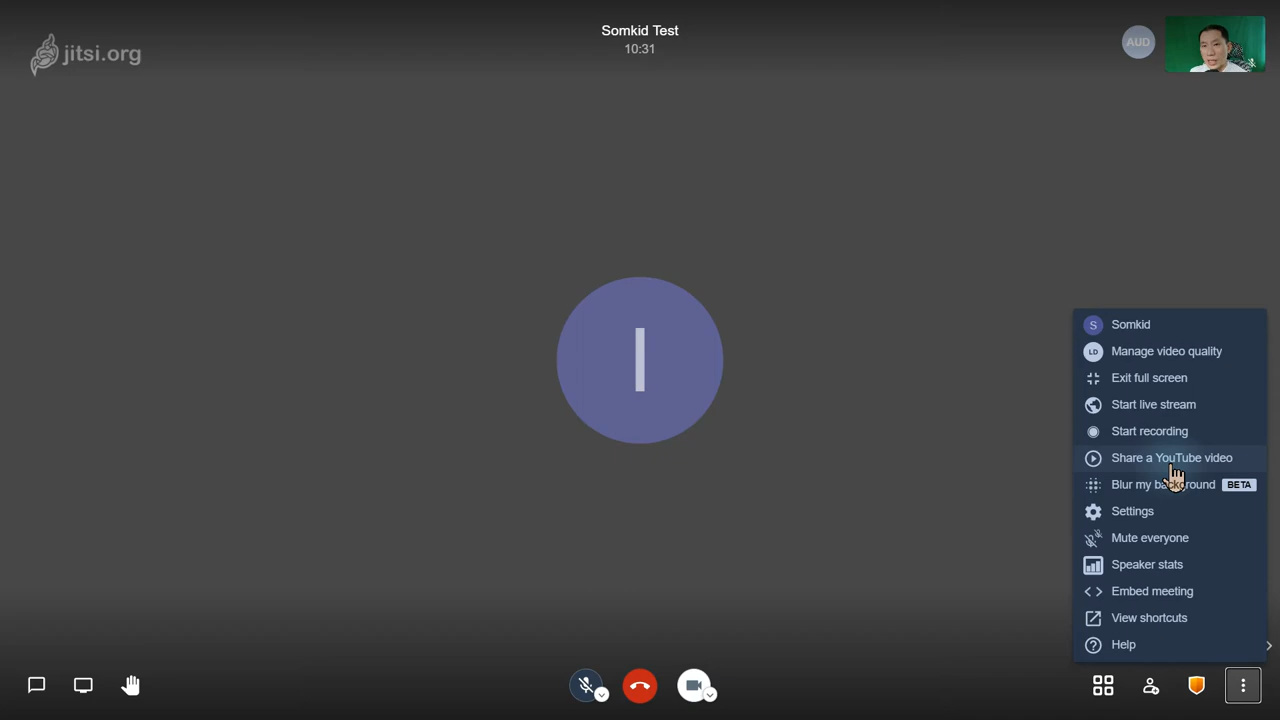 jitsi.org
Somkid Test
10:31
AUD
I
S Somkid
LD Manage video quality
Exit full screen
Start live stream
Start recording
Share a YouTube video
Blur my background BETA
Settings
Mute everyone
Speaker stats
Embed meeting
View shortcuts
Help